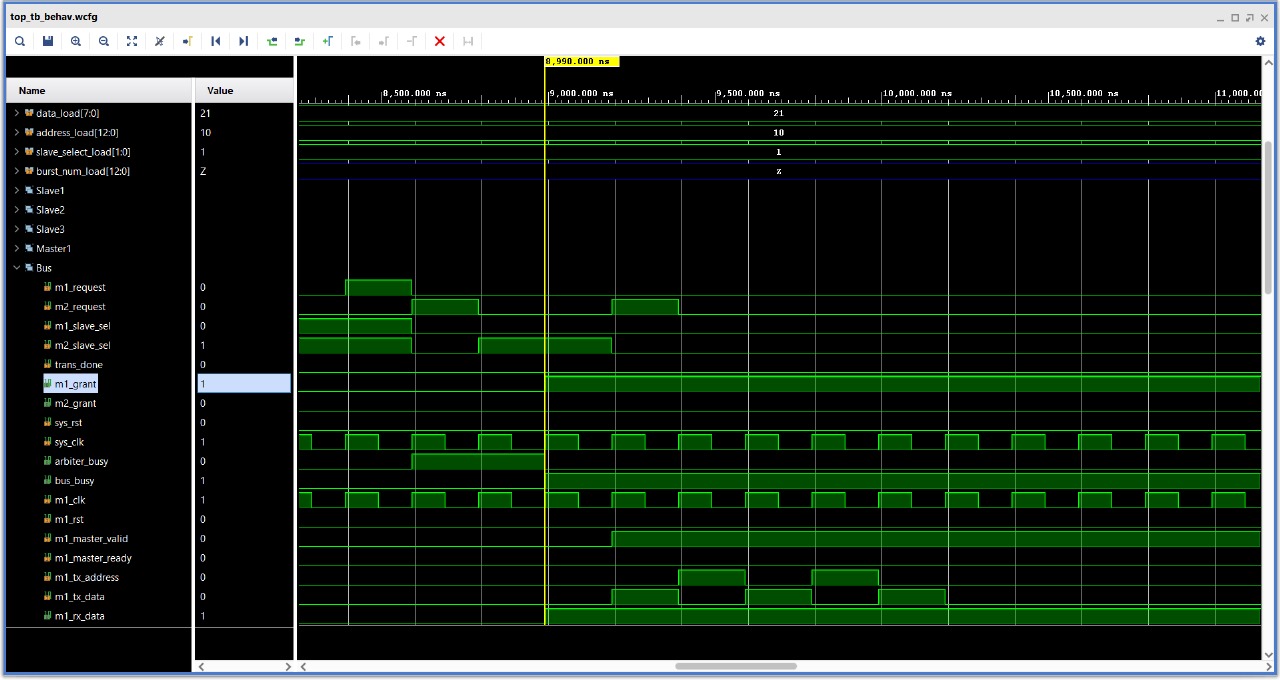 top_tb_behav.wcfg
8,990.000 ns
Name Value
8,500.000 ns 9,000.000 ns 9,500.000 ns 10,000.000 ns 10,500.000 ns 11,000.0
data_load[7:0] 21 21
address_load[12:0] 10 10
slave_select_load[1:0] 1 1
burst_num_load[12:0] Z Z
Slave1
Slave2
Slave3
Master1
Bus
m1_request 0
m2_request 0
m1_slave_sel 0
m2_slave_sel 1
trans_done 0
m1_grant 1
m2_grant 0
sys_rst 0
sys_clk 1
arbiter_busy 0
bus_busy 1
m1_clk 1
m1_rst 0
m1_master_valid 0
m1_master_ready 0
m1_tx_address 0
m1_tx_data 0
m1_rx_data 1